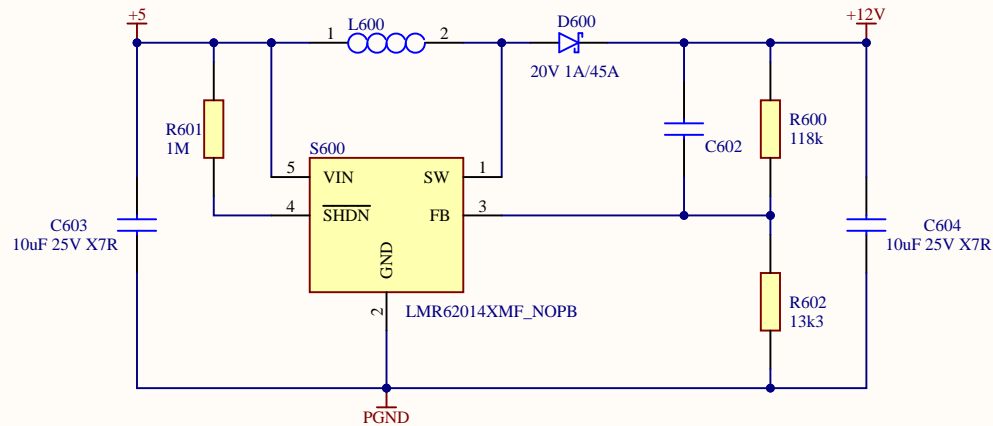 +5
+12V
L600
1
2
D600
20V 1A/45A
R601
1M
S600
C602
R600
118k
5
VIN
SW
1
4
SHDN
FB
3
C603
10uF 25V X7R
GND
C604
10uF 25V X7R
2
LMR62014XMF_NOPB
R602
13k3
PGND